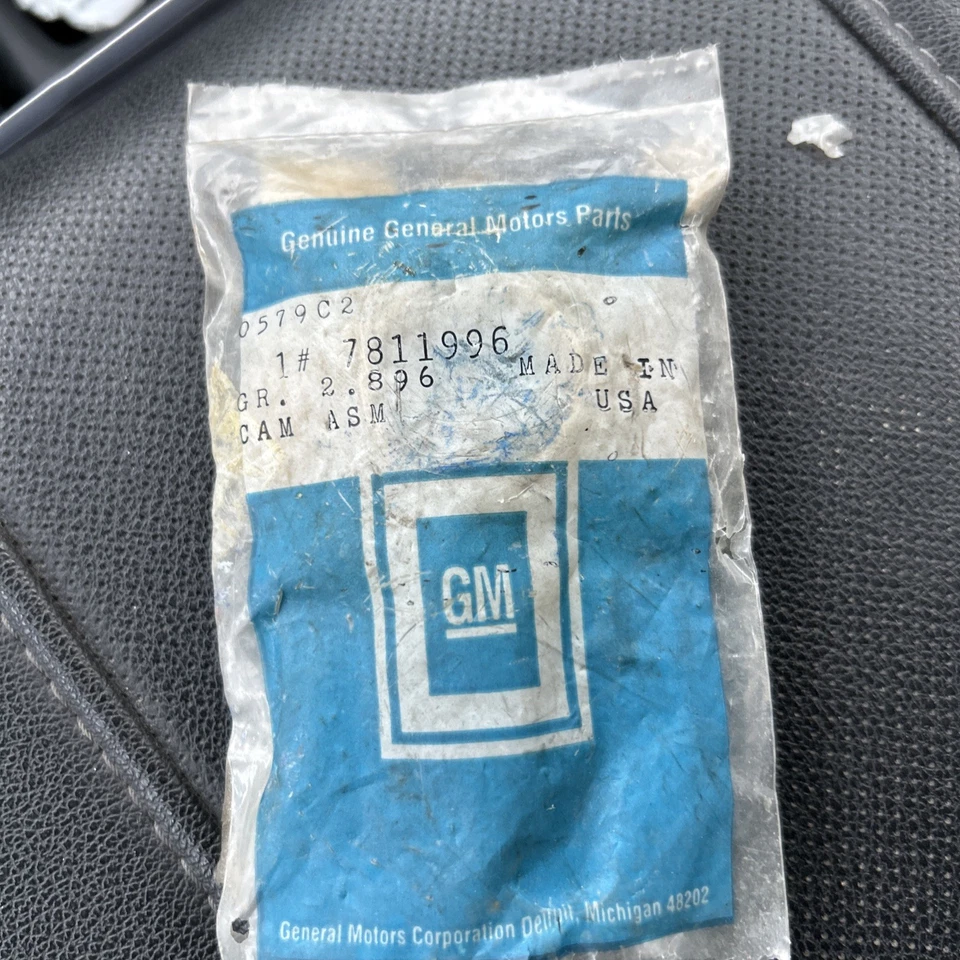 Genuine General Motors Parts
0579C2
1# 7811996
GR. 2.896 MADE IN
CAM ASM USA
GM
General Motors Corporation Detroit, Michigan 48202